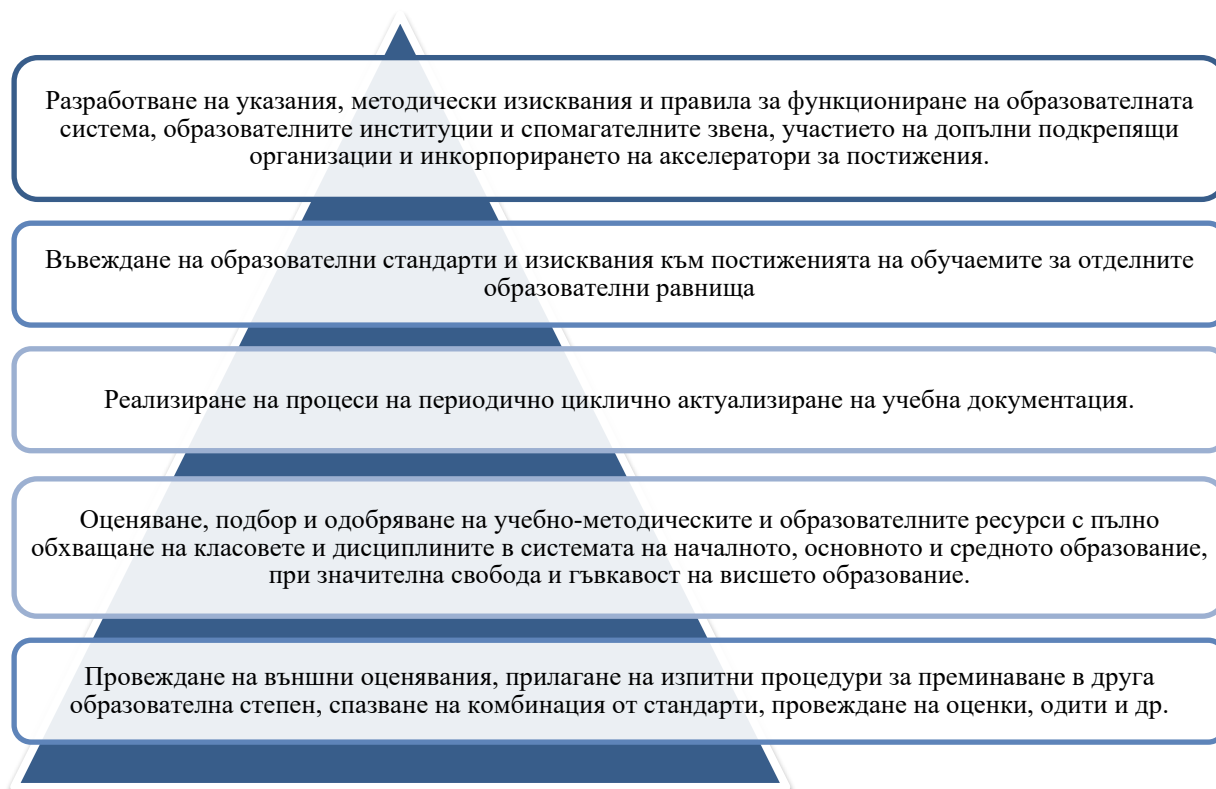 Разработване на указания, методически изисквания и правила за функциониране на образователната
система, образователните институции и спомагателните звена, участието на допълни подкрепящи
организации и инкорпорирането на акселератори за постижения.
Въвеждане на образователни стандарти и изисквания към постиженията на обучаемите за отделните
образователни равнища
Реализиране на процеси на периодично циклично актуализиране на учебна документация.
Оценяване, подбор и одобряване на учебно-методическите и образователните ресурси с пълно
обхващане на класовете и дисциплините в системата на началното, основното и средното образование,
при значителна свобода и гъвкавост на висшето образование.
Провеждане на външни оценявания, прилагане на изпитни процедури за преминаване в друга
образователна степен, спазване на комбинация от стандарти, провеждане на оценки, одити и др.